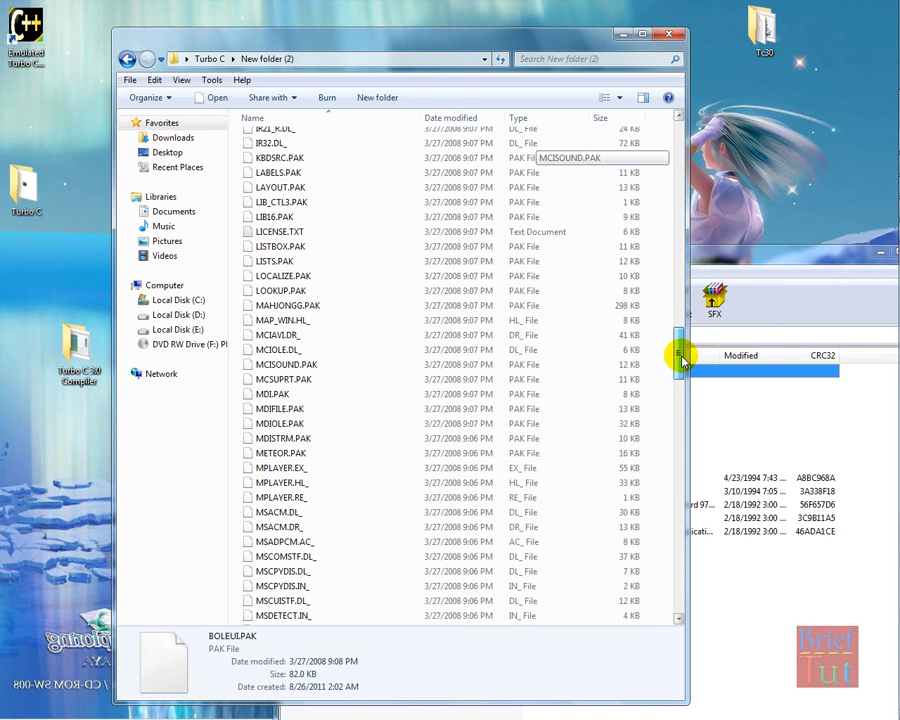 Emulated
Turbo C...
Tc30
Turbo C
Turbo C 3.0
Compiler
Turbo C
New folder (2)
Search New folder (2)
File Edit View Tools Help
Organize Open Share with Burn New folder
Favorites
Downloads
Desktop
Recent Places
Libraries
Documents
Music
Pictures
Videos
Computer
Local Disk (C:)
Local Disk (D:)
Local Disk (E:)
DVD RW Drive (F:) Pl
Network
Name Date modified Type Size
IR21_R.DL_ 3/27/2008 9:07 PM DL_ File 24 KB
IR32.DL_ 3/27/2008 9:07 PM DL_ File 72 KB
KBDSRC.PAK 3/27/2008 9:07 PM PAK Fil
MCISOUND.PAK
LABELS.PAK 3/27/2008 9:07 PM PAK File 11 KB
LAYOUT.PAK 3/27/2008 9:07 PM PAK File 13 KB
LIB_CTL3.PAK 3/27/2008 9:07 PM PAK File 1 KB
LIB16.PAK 3/27/2008 9:07 PM PAK File 9 KB
LICENSE.TXT 3/27/2008 9:07 PM Text Document 6 KB
LISTBOX.PAK 3/27/2008 9:07 PM PAK File 11 KB
LISTS.PAK 3/27/2008 9:07 PM PAK File 12 KB
LOCALIZE.PAK 3/27/2008 9:07 PM PAK File 10 KB
LOOKUP.PAK 3/27/2008 9:07 PM PAK File 8 KB
MAHJONGG.PAK 3/27/2008 9:07 PM PAK File 298 KB
MAP_WIN.HL_ 3/27/2008 9:07 PM HL_ File 8 KB
MCIAVI.DR_ 3/27/2008 9:07 PM DR_ File 41 KB
MCIOLE.DL_ 3/27/2008 9:07 PM DL_ File 6 KB
MCISOUND.PAK 3/27/2008 9:07 PM PAK File 12 KB
MCSUPRT.PAK 3/27/2008 9:07 PM PAK File 11 KB
MDI.PAK 3/27/2008 9:07 PM PAK File 8 KB
MDIFILE.PAK 3/27/2008 9:07 PM PAK File 13 KB
MDIOLE.PAK 3/27/2008 9:07 PM PAK File 32 KB
MDISTRM.PAK 3/27/2008 9:06 PM PAK File 10 KB
METEOR.PAK 3/27/2008 9:06 PM PAK File 16 KB
MPLAYER.EX_ 3/27/2008 9:06 PM EX_ File 55 KB
MPLAYER.HL_ 3/27/2008 9:06 PM HL_ File 33 KB
MPLAYER.RE_ 3/27/2008 9:06 PM RE_ File 1 KB
MSACM.DL_ 3/27/2008 9:06 PM DL_ File 30 KB
MSACM.DR_ 3/27/2008 9:06 PM DR_ File 13 KB
MSADPCM.AC_ 3/27/2008 9:06 PM AC_ File 8 KB
MSCOMSTF.DL_ 3/27/2008 9:06 PM DL_ File 37 KB
MSCPYDIS.DL_ 3/27/2008 9:06 PM DL_ File 7 KB
MSCPYDIS.IN_ 3/27/2008 9:06 PM IN_ File 2 KB
MSCUISTF.DL_ 3/27/2008 9:06 PM DL_ File 12 KB
MSDETECT.IN_ 3/27/2008 9:06 PM IN_ File 4 KB
BOLEUI.PAK
PAK File
Date modified: 3/27/2008 9:08 PM
Size: 82.0 KB
Date created: 8/26/2011 2:02 AM
SFX
Modified CRC32
4/23/1994 7:43 ... A8BC968A
3/10/1994 7:05 ... 3A338F18
rd 97... 2/18/1992 3:00 ... 56F657D6
2/18/1992 3:00 ... 3C9B11A5
icati... 2/18/1992 3:00 ... 46ADA1CE
Brief
Tut
/ CD-ROM SW-008